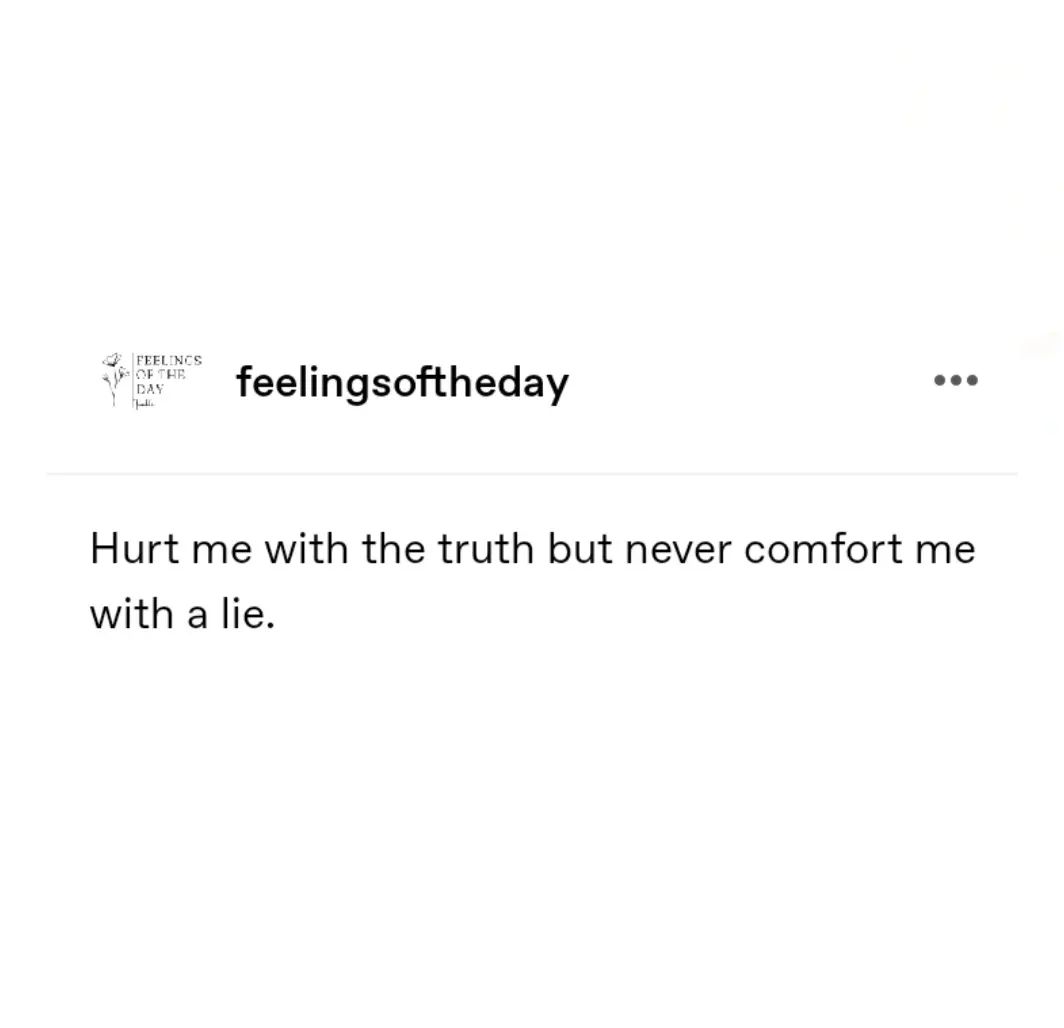 FEELINGS
OF THE
DAY
feelingsoftheday
Hurt me with the truth but never comfort me
with a lie.